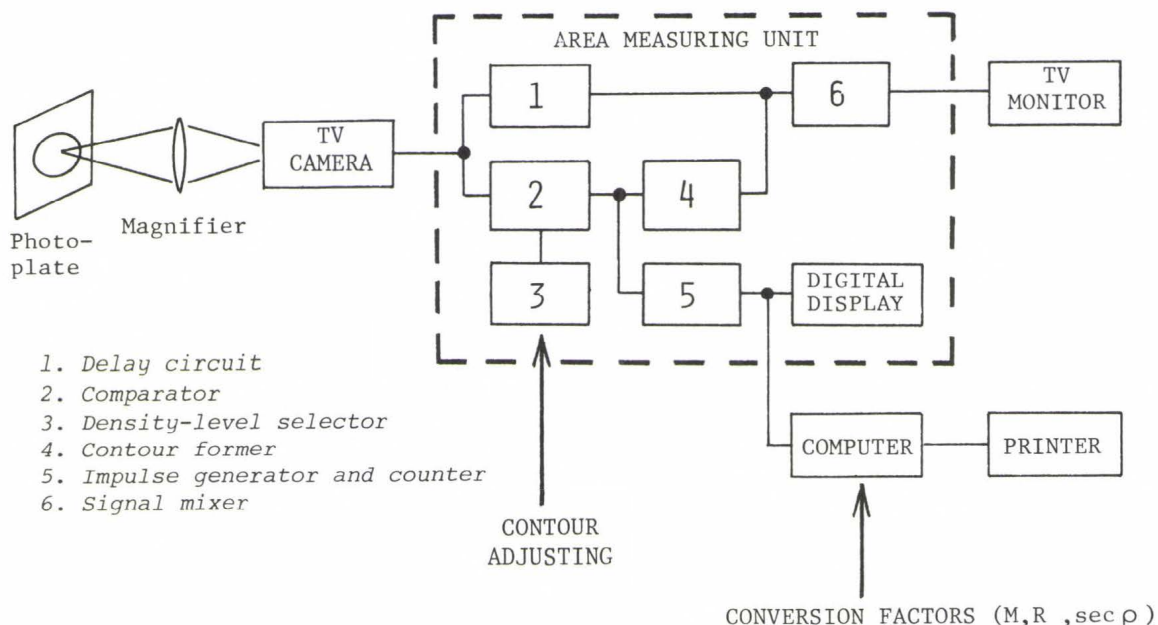 AREA MEASURING UNIT
1
6
TV
MONITOR
TV
CAMERA
2
4
Magnifier
Photo-
plate
3
5
DIGITAL
DISPLAY
1. Delay circuit
2. Comparator
3. Density-level selector
4. Contour former
5. Impulse generator and counter
6. Signal mixer
COMPUTER
PRINTER
CONTOUR
ADJUSTING
CONVERSION FACTORS (M,R ,sec ρ)